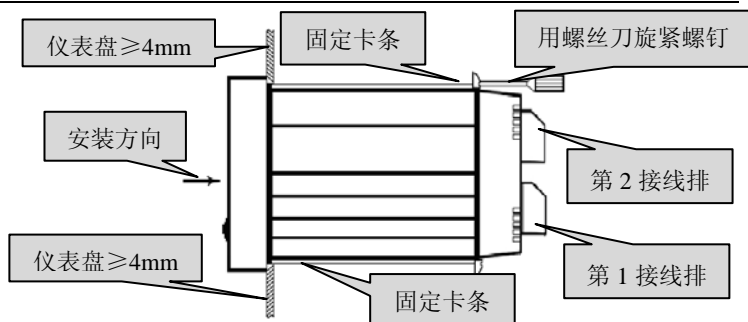 仪表盘≥4mm
固定卡条
用螺丝刀旋紧螺钉
安装方向
第 2 接线排
仪表盘≥4mm
第 1 接线排
固定卡条